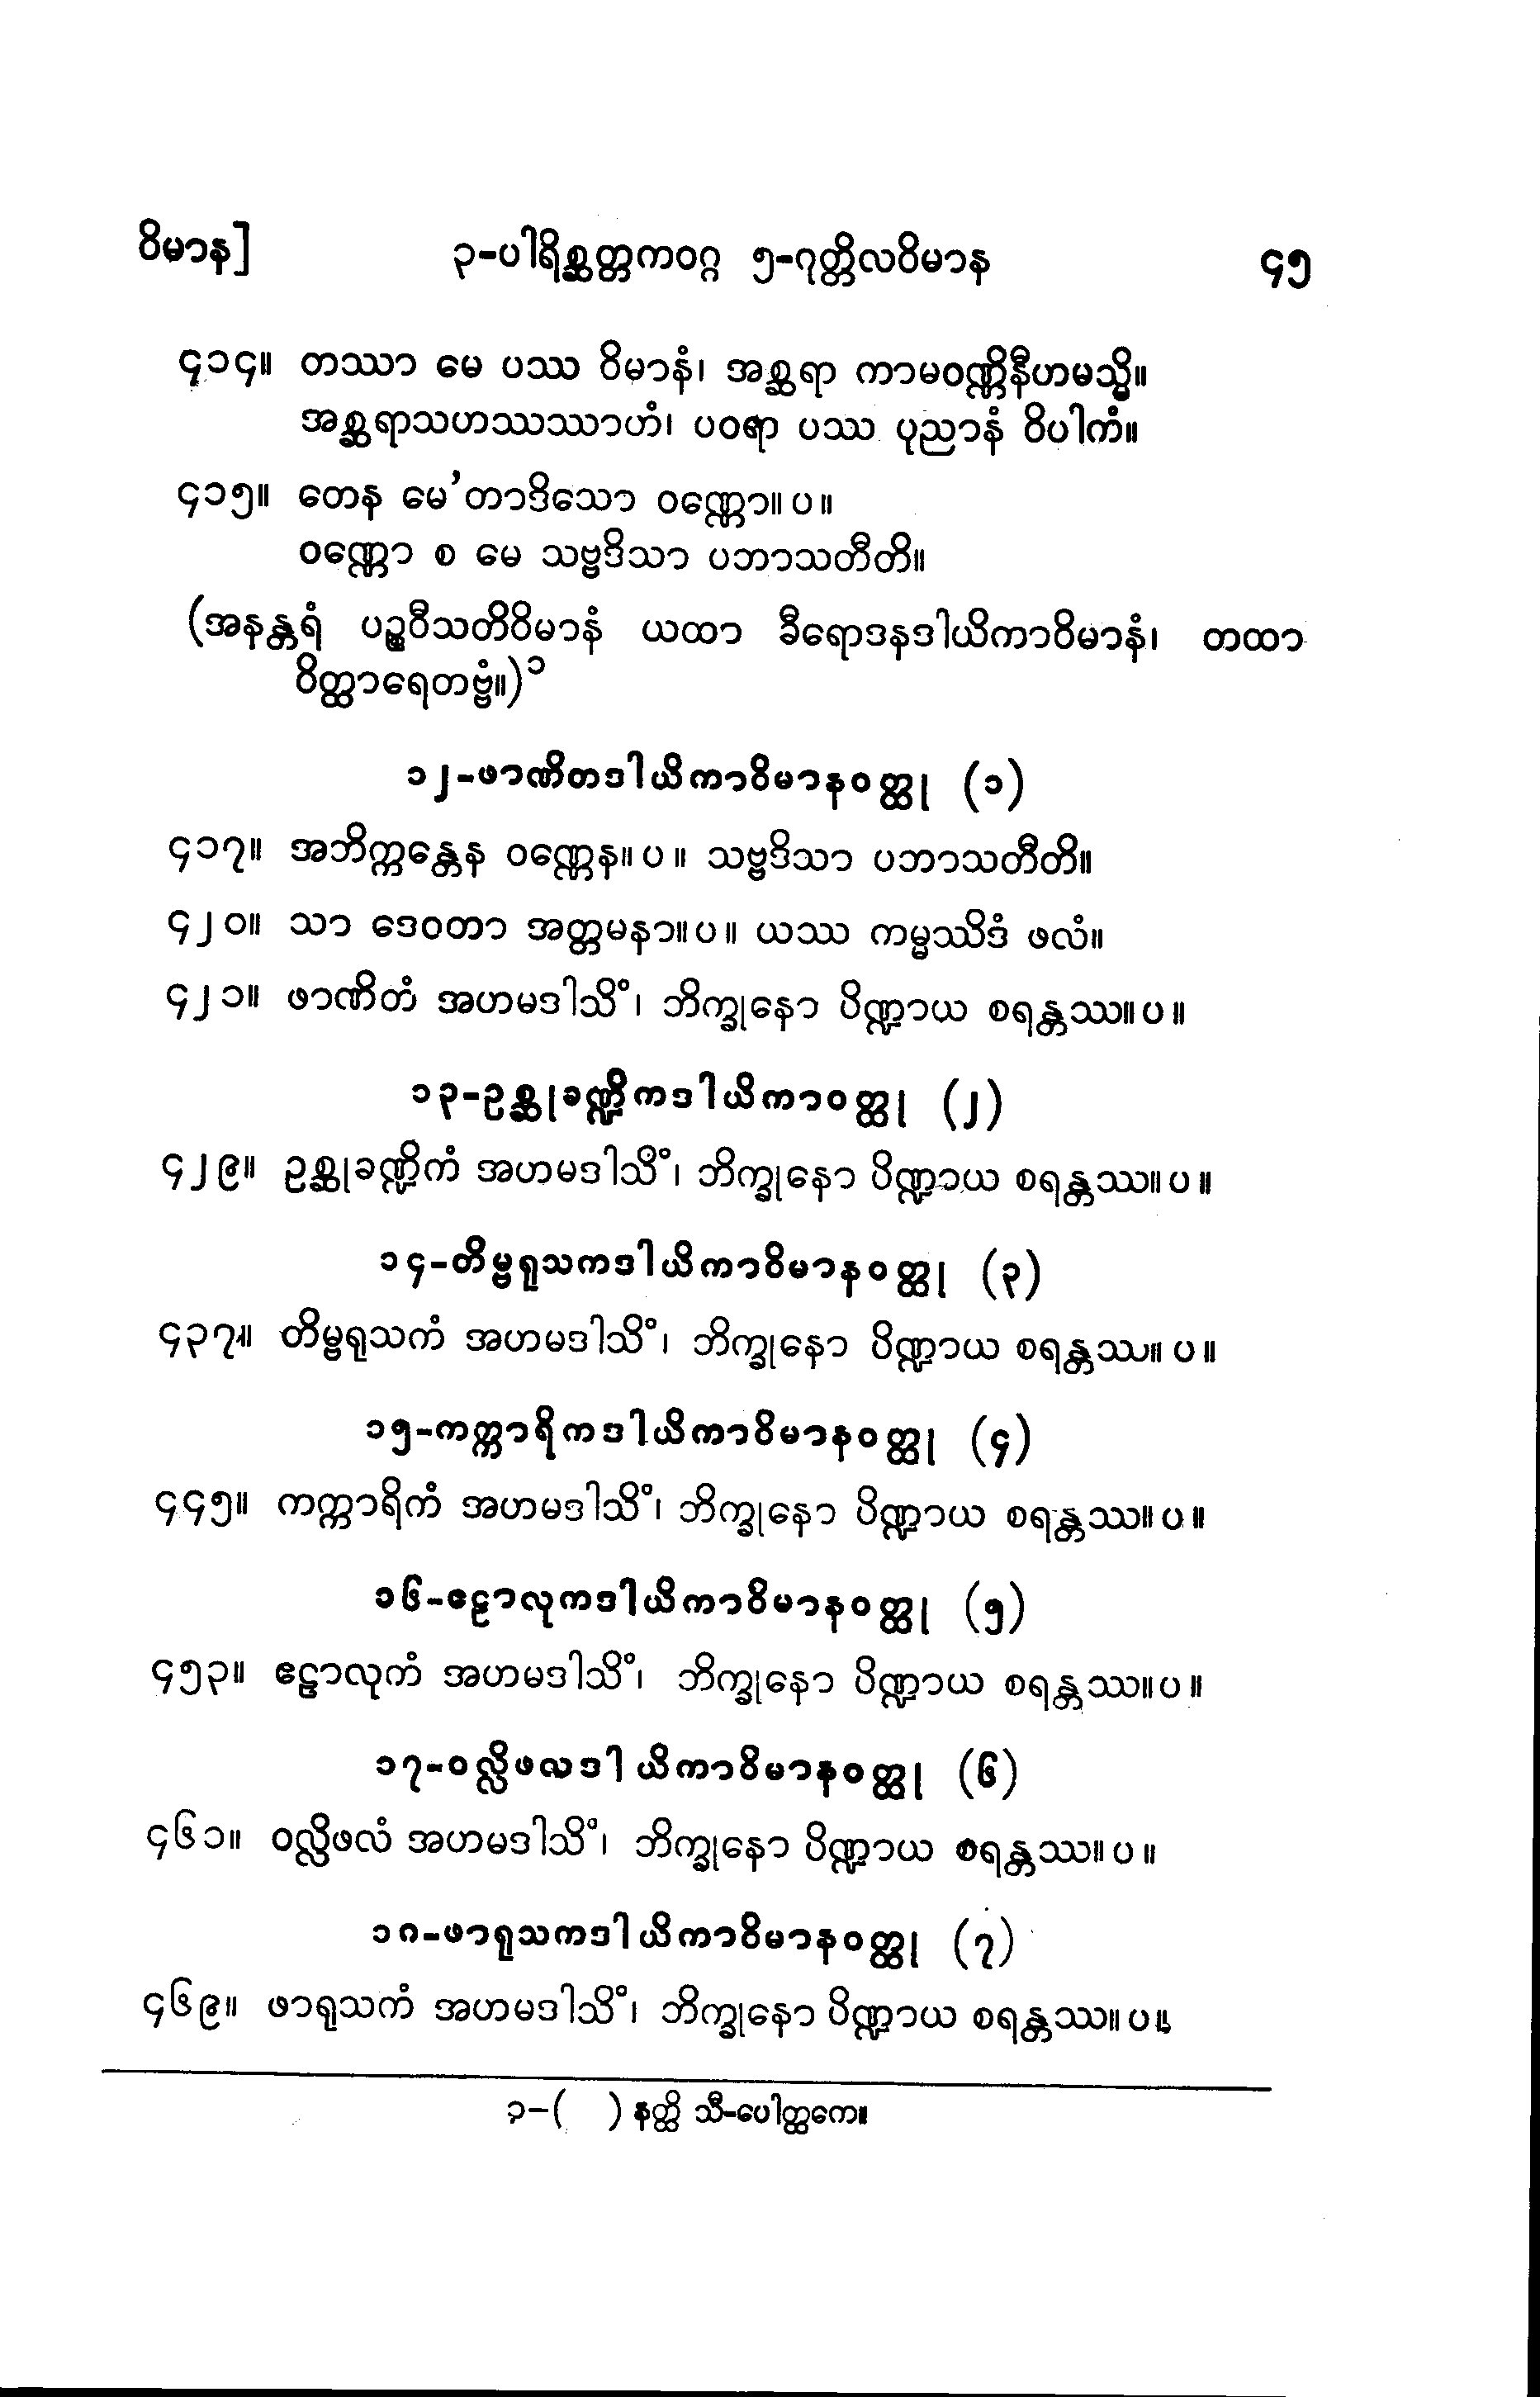 ဝိမာန]
၃-ပါရိစ္ဆတ္တကဝဂ္ဂ ၅-ဂုတ္တိလဝိမာန
၄၅
၄၁၄။ တဿာ မေ ပဿ ဝိမာနံ၊ အစ္ဆရာ ကာမဝဏ္ဏိနီဟမသ္မိ။
အစ္ဆရာသဟဿဿာဟံ၊ ပဝရာ ပဿ ပုညာနံ ဝိပါကံ။
၄၁၅။ တေန မေ'တာဒိသော ဝဏ္ဏော။ပ။
ဝဏ္ဏော စ မေ သဗ္ဗဒိသာ ပဘာသတီတိ။
(အနန္တရံ ပဉ္စဝီသတိဝိမာနံ ယထာ ခီရောဒနဒါယိကာဝိမာနံ၊ တထာ
ဝိတ္ထာရေတဗ္ဗံ။)၁
၁၂-ဖာဏိတဒါယိကာဝိမာနဝတ္ထု (၁)
၄၁၇။ အဘိက္ကန္တေန ဝဏ္ဏေန။ပ။ သဗ္ဗဒိသာ ပဘာသတီတိ။
၄၂၀။ သာ ဒေဝတာ အတ္တမနာ။ပ။ ယဿ ကမ္မဿိဒံ ဖလံ။
၄၂၁။ ဖာဏိတံ အဟမဒါသိံ၊ ဘိက္ခုနော ပိဏ္ဍာယ စရန္တဿ။ပ။
၁၃-ဥစ္ဆုခဏ္ဍိကဒါယိကာဝတ္ထု (၂)
၄၂၉။ ဥစ္ဆုခဏ္ဍိကံ အဟမဒါသိံ၊ ဘိက္ခုနော ပိဏ္ဍာယ စရန္တဿ။ပ။
၁၄-တိမ္ဗရုသကဒါယိကာဝိမာနဝတ္ထု (၃)
၄၃၇။ တိမ္ဗရုသကံ အဟမဒါသိံ၊ ဘိက္ခုနော ပိဏ္ဍာယ စရန္တဿ။ပ။
၁၅-ကက္ကာရိကဒါယိကာဝိမာနဝတ္ထု (၄)
၄၄၅။ ကက္ကာရိကံ အဟမဒါသိံ၊ ဘိက္ခုနော ပိဏ္ဍာယ စရန္တဿ။ပ။
၁၆-ဧဠာလုကဒါယိကာဝိမာနဝတ္ထု (၅)
၄၅၃။ ဧဠာလုကံ အဟမဒါသိံ၊ ဘိက္ခုနော ပိဏ္ဍာယ စရန္တဿ။ပ။
၁၇-ဝလ္လိဖလဒါယိကာဝိမာနဝတ္ထု (၆)
၄၆၁။ ဝလ္လိဖလံ အဟမဒါသိံ၊ ဘိက္ခုနော ပိဏ္ဍာယ စရန္တဿ။ပ။
၁၈-ဖာရုသကဒါယိကာဝိမာနဝတ္ထု (၇)
၄၆၉။ ဖာရုသကံ အဟမဒါသိံ၊ ဘိက္ခုနော ပိဏ္ဍာယ စရန္တဿ။ပ။
၁-( ) နတ္ထိ သီ-ပေါတ္ထကေ။